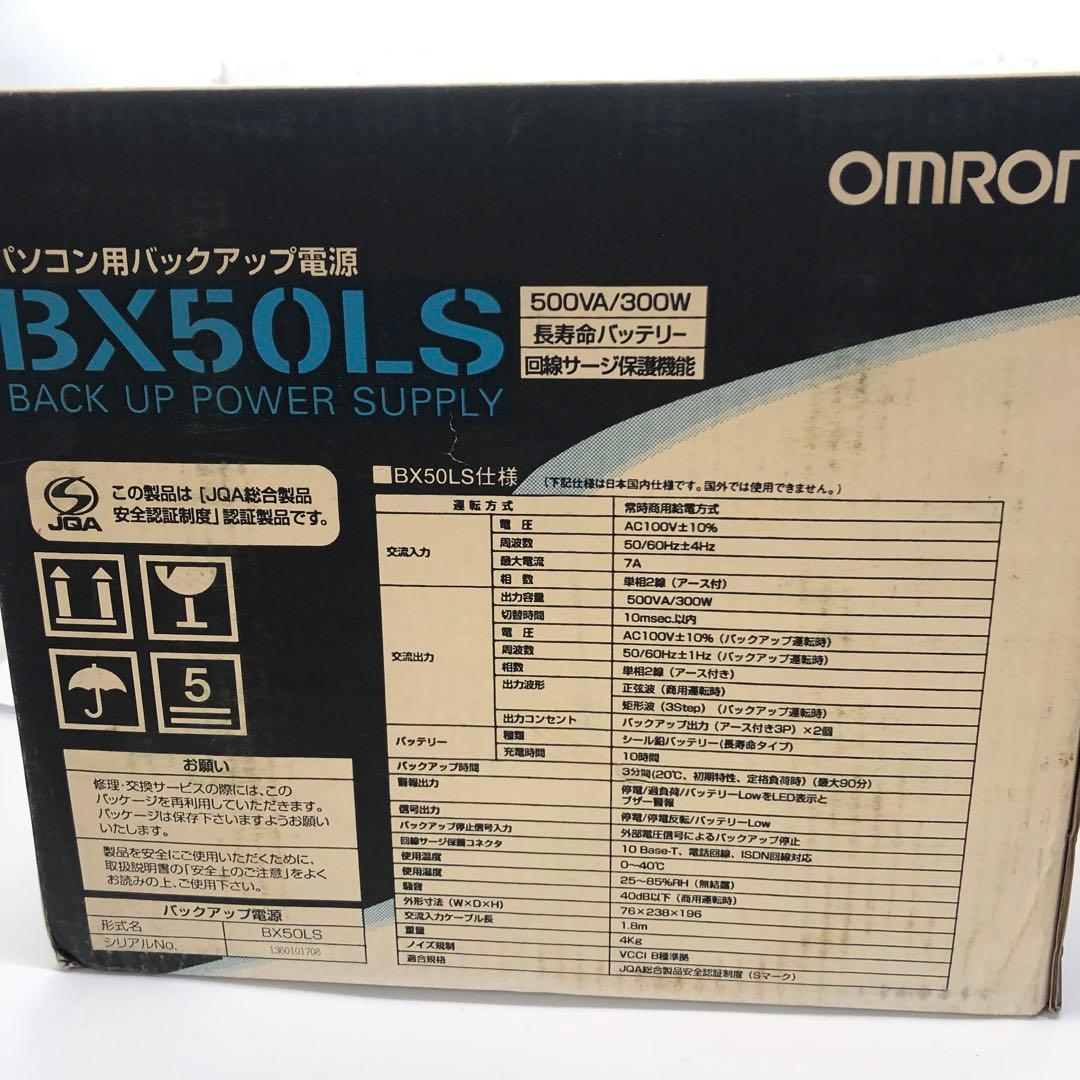 OMRON
パソコン用バックアップ電源
BX50LS
BACK UP POWER SUPPLY
500VA/300W
長寿命バッテリー
回線サージ保護機能
JQA
この製品は「JQA総合製品
安全認証制度」認証製品です。
5
お願い
修理・交換サービスの際には、この
パッケージを再利用していただきます。
パッケージは保存下さいますようお願い
いたします。
製品を安全にご使用いただくために、
取扱説明書の「安全上のご注意」をよく
お読みの上、ご使用下さい。
バックアップ電源
形式名 BX50LS
シリアルNo. 1360101708
■BX50LS仕様 (下記仕様は日本国内仕様です。国外では使用できません。)
運転方式 常時商用給電方式
交流入力 電圧 AC100V±10%
周波数 50/60Hz±4Hz
最大電流 7A
相数 単相2線（アース付）
交流出力 出力容量 500VA/300W
切替時間 10msec.以内
電圧 AC100V±10%（バックアップ運転時）
周波数 50/60Hz±1Hz（バックアップ運転時）
相数 単相2線（アース付き）
出力波形 正弦波（商用運転時）
矩形波（3Step）（バックアップ運転時）
出力コンセント バックアップ出力（アース付き3P）×2個
バッテリー 種類 シール鉛バッテリー(長寿命タイプ)
充電時間 10時間
バックアップ時間 3分間(20℃、初期特性、定格負荷時)（最大90分）
警報出力 停電/過負荷/バッテリーLowをLED表示と
ブザー警報
信号出力 停電/停電反転/バッテリーLow
バックアップ停止信号入力 外部電圧信号によるバックアップ停止
回線サージ保護コネクタ 10 Base-T、電話回線、ISDN回線対応
使用温度 0～40℃
使用温度 25～85%RH（無結露）
騒音 40dB以下（商用運転時）
外形寸法（W×D×H） 76×238×196
交流入力ケーブル長 1.8m
重量 4Kg
ノイズ規制 VCCI B種準拠
適合規格 JQA総合製品安全認証制度（Sマーク）